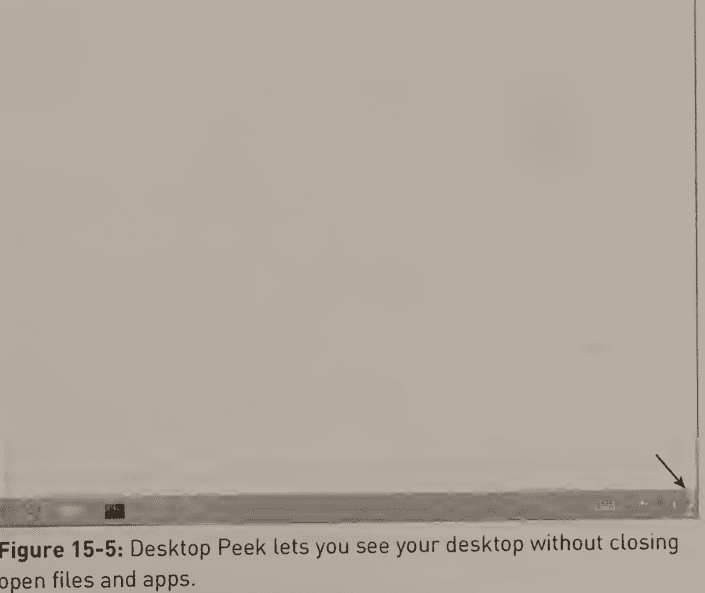 Figure 15-5: Desktop Peek lets you see your desktop without closing
open files and apps.